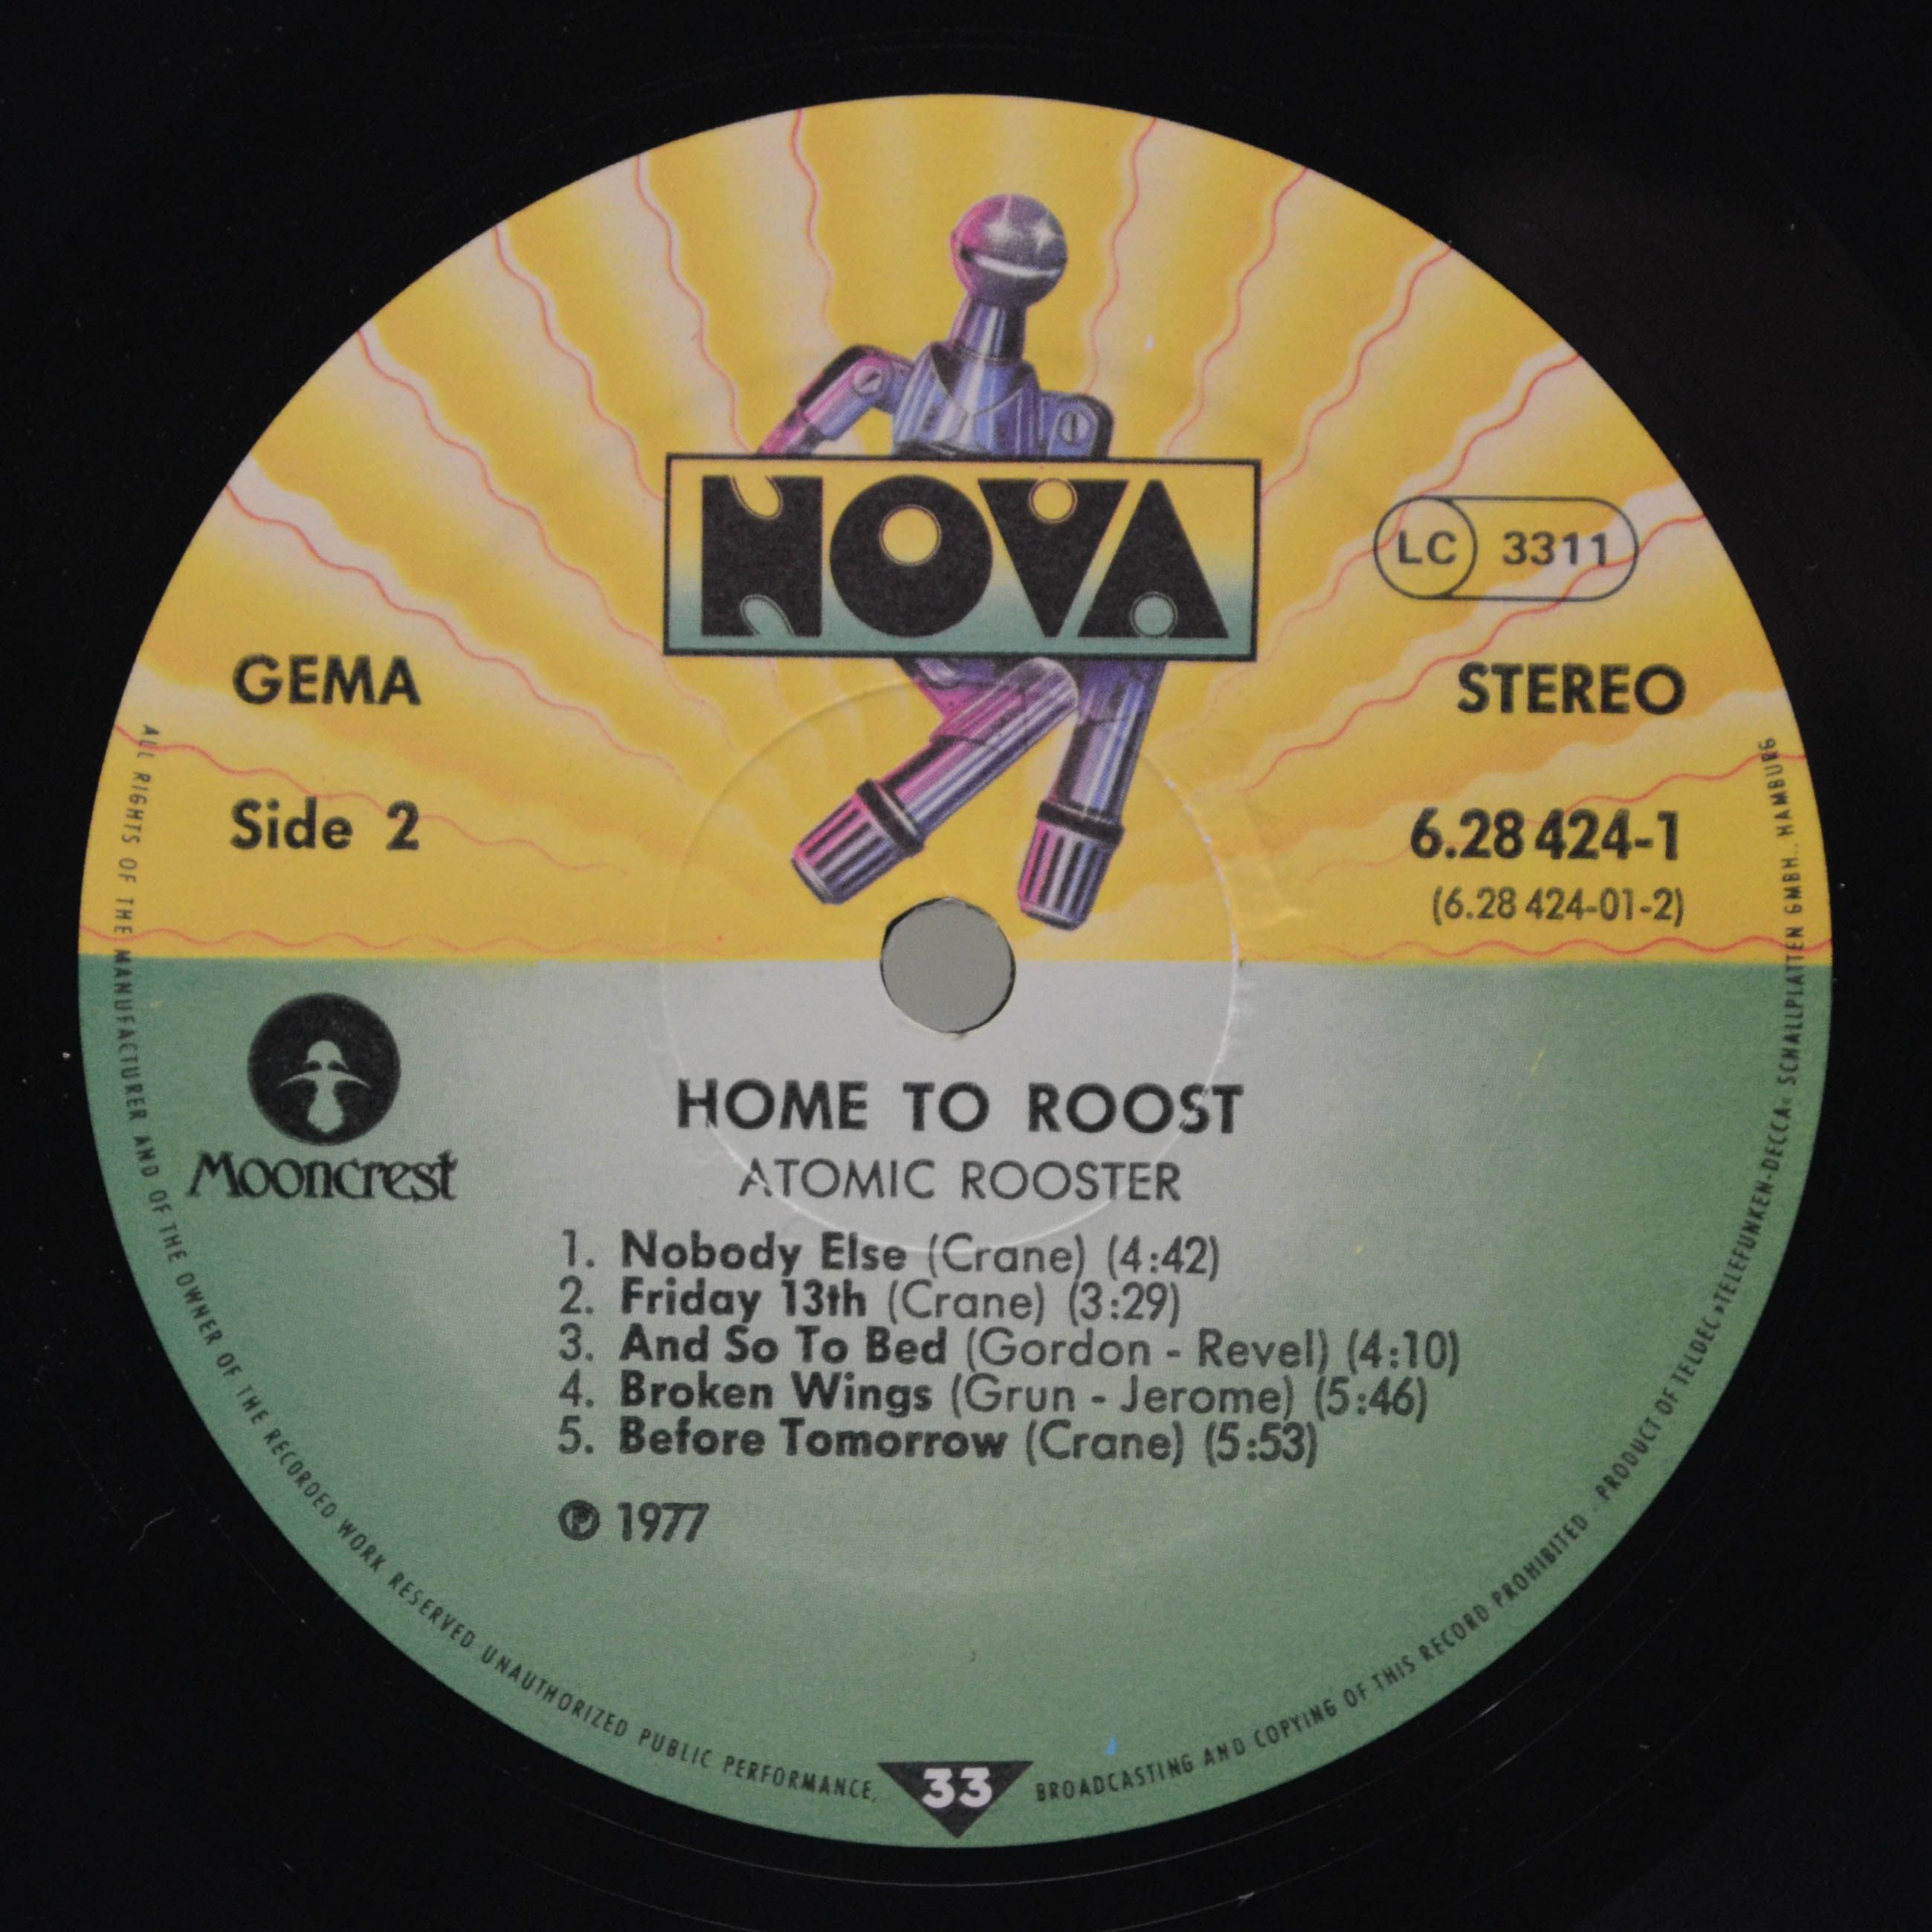 NOVA
LC 3311
GEMA
STEREO
Side 2
6.28 424-1
(6.28 424-01-2)
Mooncrest
HOME TO ROOST
ATOMIC ROOSTER
1. Nobody Else (Crane) (4:42)
2. Friday 13th (Crane) (3:29)
3. And So To Bed (Gordon - Revel) (4:10)
4. Broken Wings (Grun - Jerome) (5:46)
5. Before Tomorrow (Crane) (5:53)
℗ 1977
ALL RIGHTS OF THE MANUFACTURER AND OF THE OWNER OF THE RECORDED WORK RESERVED UNAUTHORIZED PUBLIC PERFORMANCE,
33
BROADCASTING AND COPYING OF THIS RECORD PROHIBITED · PRODUCT OF TELDEC »TELEFUNKEN-DECCA« SCHALLPLATTEN GMBH., HAMBURG